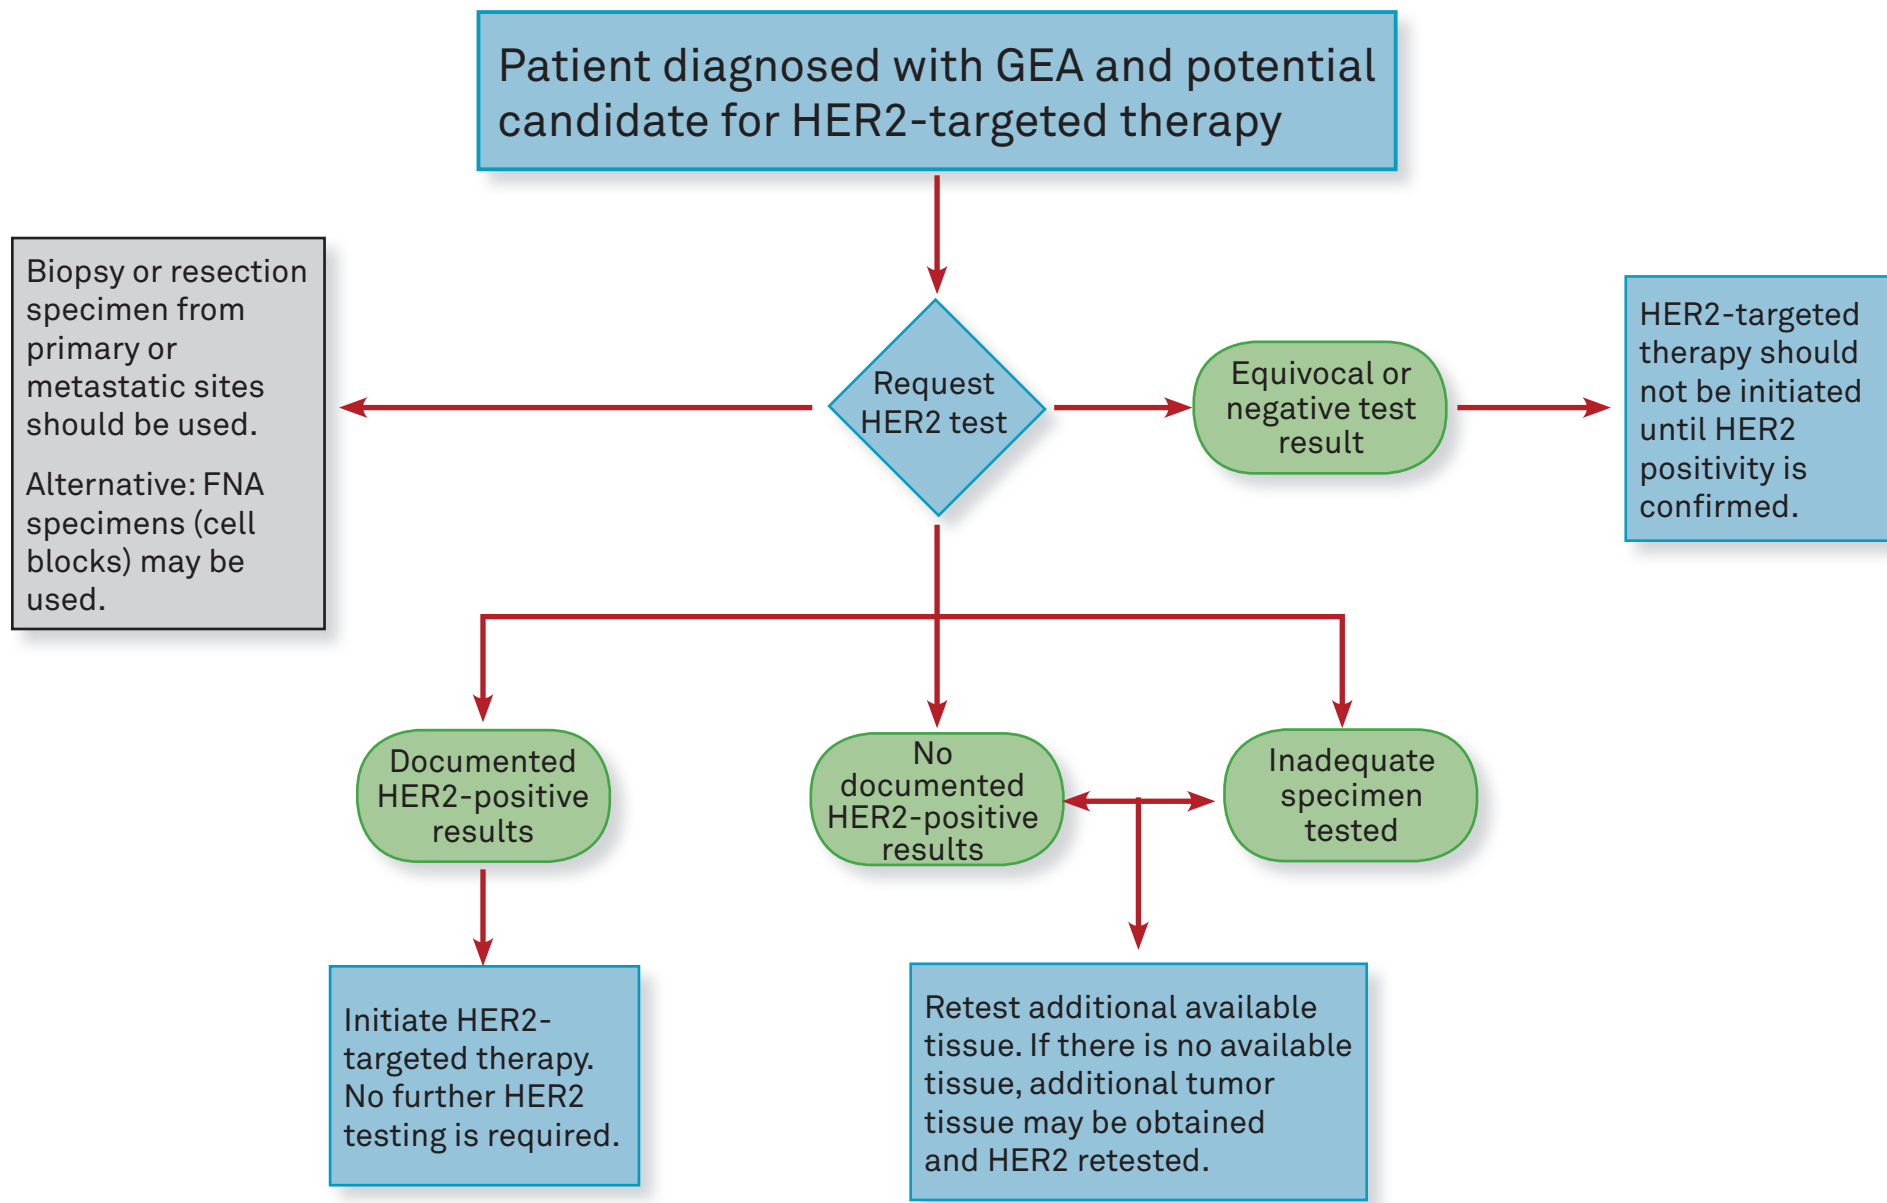 Patient diagnosed with GEA and potential
candidate for HER2-targeted therapy
Biopsy or resection
specimen from
primary or
metastatic sites
should be used.
Alternative: FNA
specimens (cell
blocks) may be
used.
Request
HER2 test
Equivocal or
negative test
result
HER2-targeted
therapy should
not be initiated
until HER2
positivity is
confirmed.
Documented
HER2-positive
results
No
documented
HER2-positive
results
Inadequate
specimen
tested
Initiate HER2-
targeted therapy.
No further HER2
testing is required.
Retest additional available
tissue. If there is no available
tissue, additional tumor
tissue may be obtained
and HER2 retested.